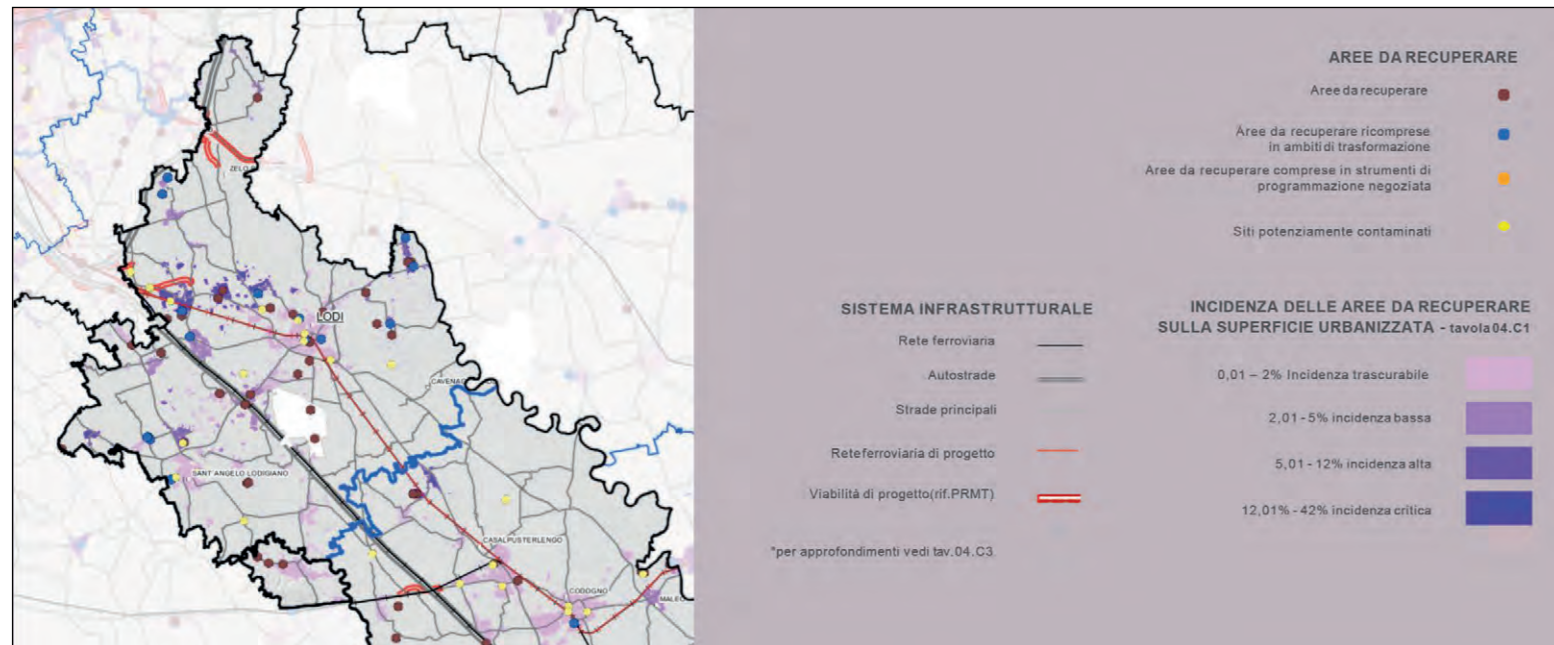 ZELO
LODI
CAVENAG
SANT'ANGELO LODIGIANO
CASALPUSTERLENGO
CODOGNO
MALEO
AREE DA RECUPERARE
Aree da recuperare
Aree da recuperare ricomprese
in ambiti di trasformazione
Aree da recuperare comprese in strumenti di
programmazione negoziata
Siti potenziamente contaminati
SISTEMA INFRASTRUTTURALE
Rete ferroviaria
Autostrade
Strade principali
Rete ferroviaria di progetto
Viabilità di progetto(rif.PRMT)
*per approfondimenti vedi tav.04.C3
INCIDENZA DELLE AREE DA RECUPERARE
SULLA SUPERFICIE URBANIZZATA - tavola 04.C1
0,01 – 2% Incidenza trascurabile
2,01 - 5% incidenza bassa
5,01 - 12% incidenza alta
12,01% - 42% incidenza critica